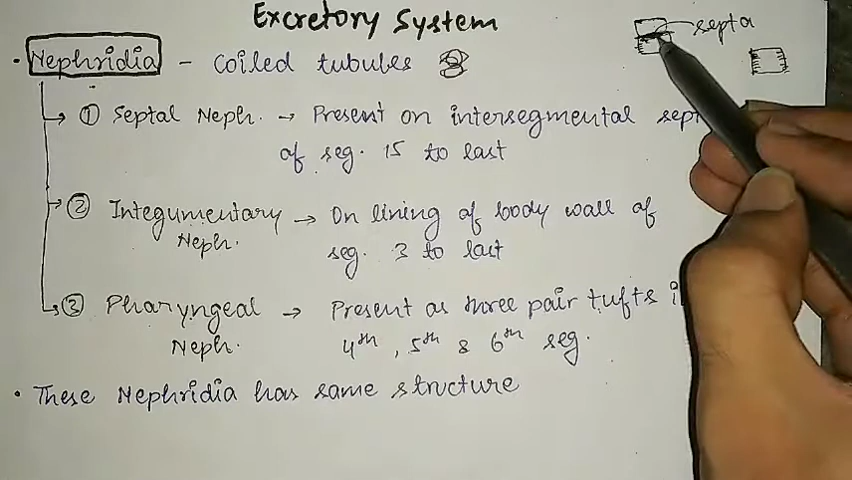 Excretory System
septa
• Nephridia - coiled tubules
① Septal Neph. → Present on intersegmental sept
of seg. 15 to last
② Integumentary → On lining of body wall of
Neph. seg. 3 to last
③ Pharyngeal → Present as three pair tufts i
Neph. 4th, 5th & 6th seg.
• These Nephridia has same structure